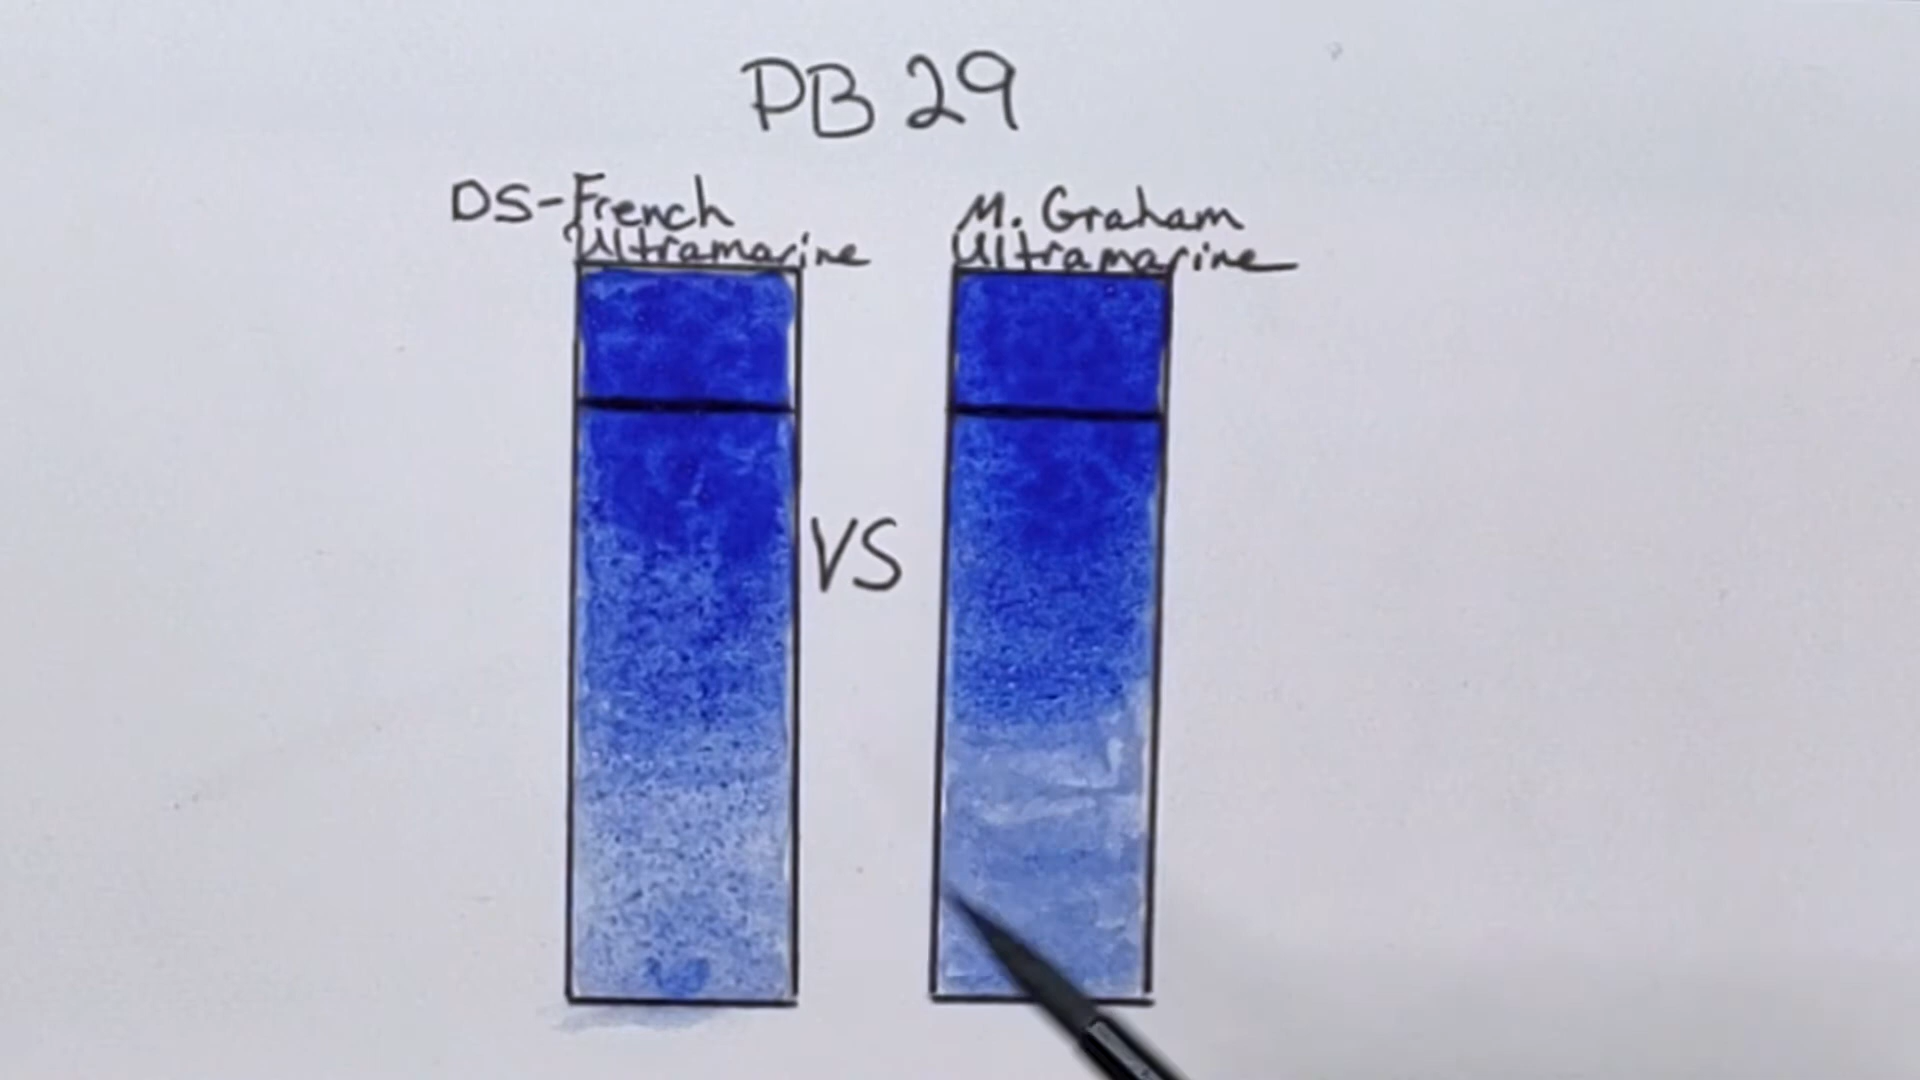 PB 29
DS-French
Ultramarine
M. Graham
Ultramarine
VS